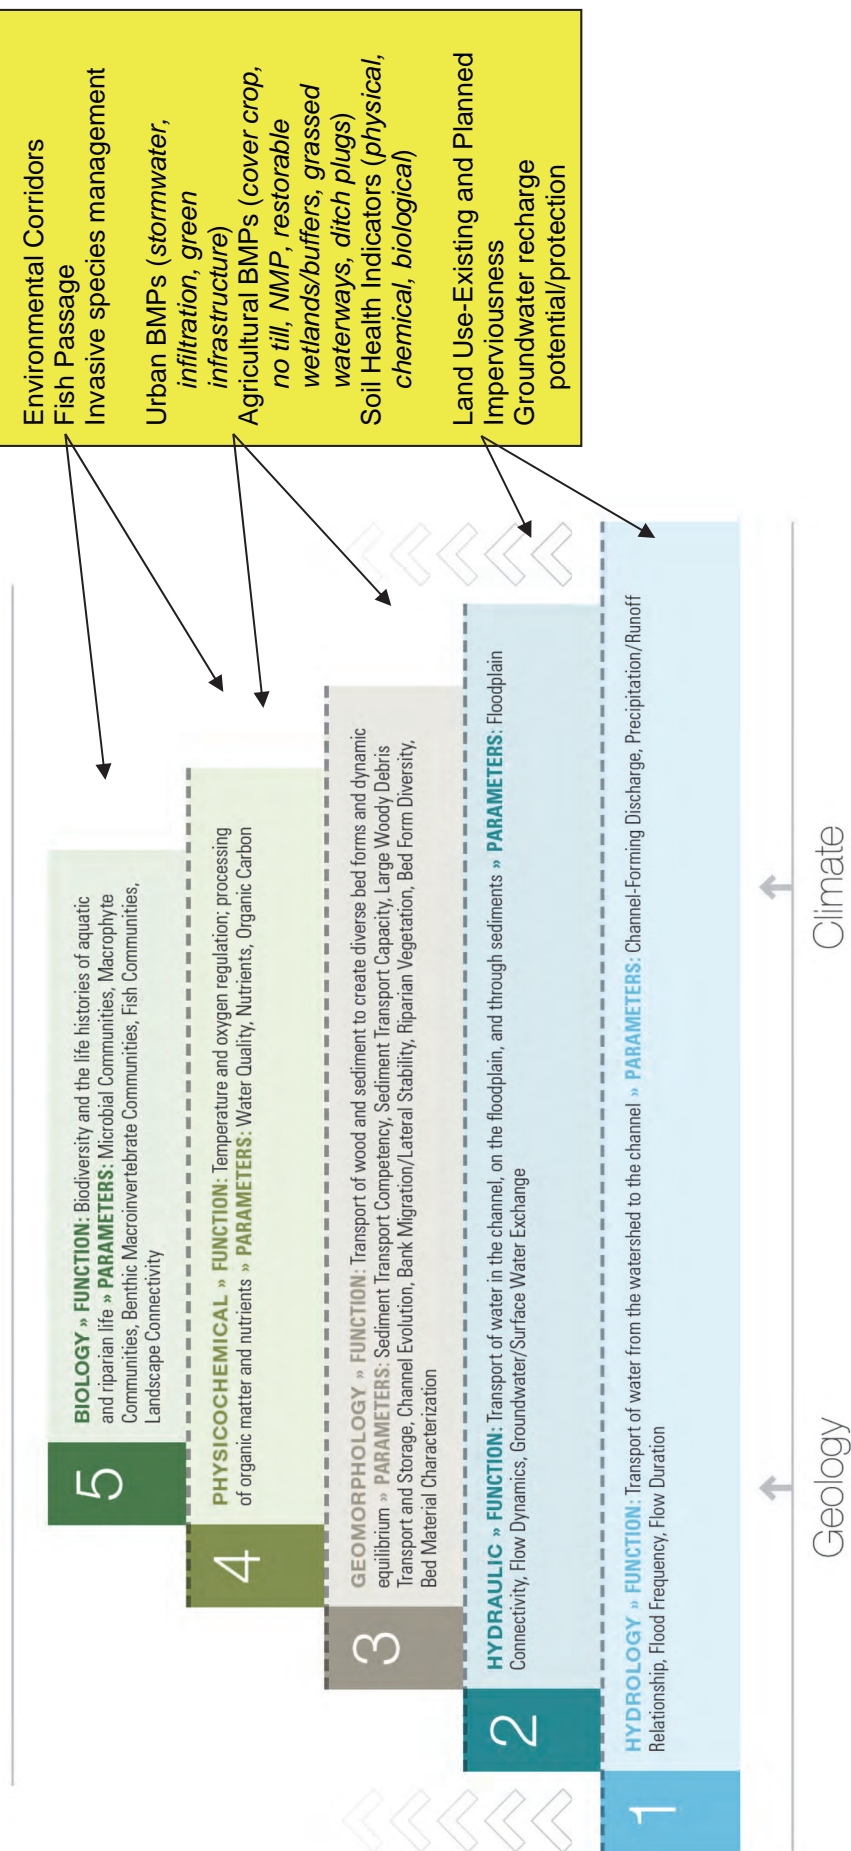 5
BIOLOGY » FUNCTION: Biodiversity and the life histories of aquatic
and riparian life » PARAMETERS: Microbial Communities, Macrophyte
Communities, Benthic Macroinvertebrate Communities, Fish Communities,
Landscape Connectivity
4
PHYSICOCHEMICAL » FUNCTION: Temperature and oxygen regulation; processing
of organic matter and nutrients » PARAMETERS: Water Quality, Nutrients, Organic Carbon
3
GEOMORPHOLOGY » FUNCTION: Transport of wood and sediment to create diverse bed forms and dynamic
equilibrium » PARAMETERS: Sediment Transport Competency, Sediment Transport Capacity, Large Woody Debris
Transport and Storage, Channel Evolution, Bank Migration/Lateral Stability, Riparian Vegetation, Bed Form Diversity,
Bed Material Characterization
2
HYDRAULIC » FUNCTION: Transport of water in the channel, on the floodplain, and through sediments » PARAMETERS: Floodplain
Connectivity, Flow Dynamics, Groundwater/Surface Water Exchange
1
HYDROLOGY » FUNCTION: Transport of water from the watershed to the channel » PARAMETERS: Channel-Forming Discharge, Precipitation/Runoff
Relationship, Flood Frequency, Flow Duration
Geology
Climate
Environmental Corridors
Fish Passage
Invasive species management
Urban BMPs (stormwater,
infiltration, green
infrastructure)
Agricultural BMPs (cover crop,
no till, NMP, restorable
wetlands/buffers, grassed
waterways, ditch plugs)
Soil Health Indicators (physical,
chemical, biological)
Land Use-Existing and Planned
Imperviousness
Groundwater recharge
potential/protection